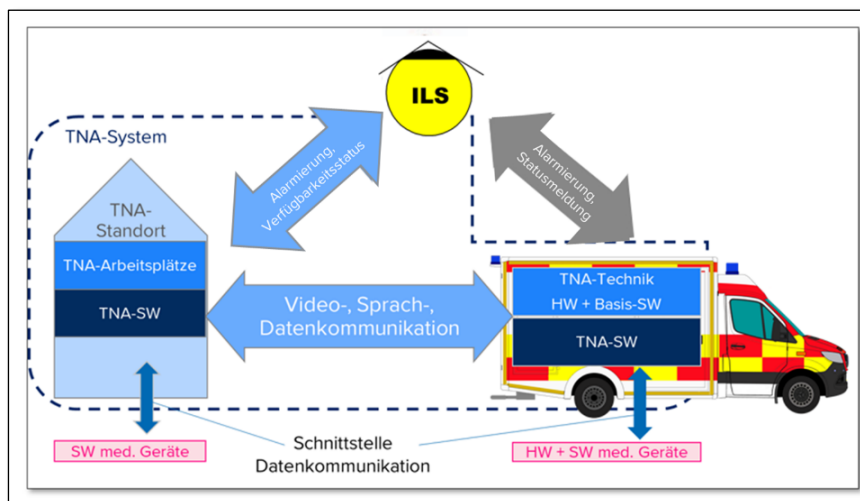 ILS
TNA-System
Alarmierung,
Verfügbarkeitsstatus
Alarmierung,
Statusmeldung
TNA-
Standort
TNA-Arbeitsplätze
TNA-SW
Video-, Sprach-,
Datenkommunikation
TNA-Technik
HW + Basis-SW
TNA-SW
SW med. Geräte
Schnittstelle
Datenkommunikation
HW + SW med. Geräte